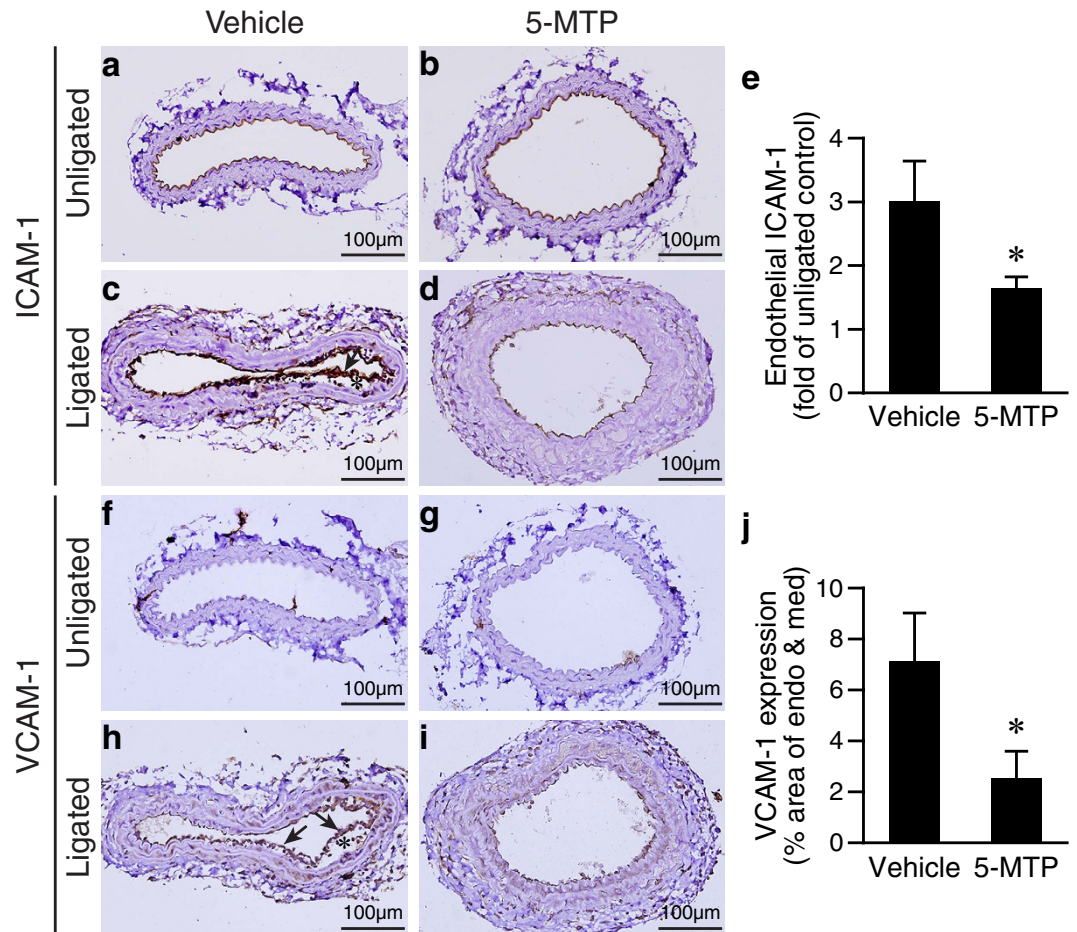 Vehicle
5-MTP
ICAM-1
Unligated
a
100µm
b
100µm
Ligated
c
*
100µm
d
100µm
e
Endothelial ICAM-1
(fold of unligated control)
4
3
2
1
0
*
Vehicle
5-MTP
VCAM-1
Unligated
f
100µm
g
100µm
Ligated
h
*
100µm
i
100µm
j
VCAM-1 expression
(% area of endo & med)
10
8
6
4
2
0
*
Vehicle
5-MTP